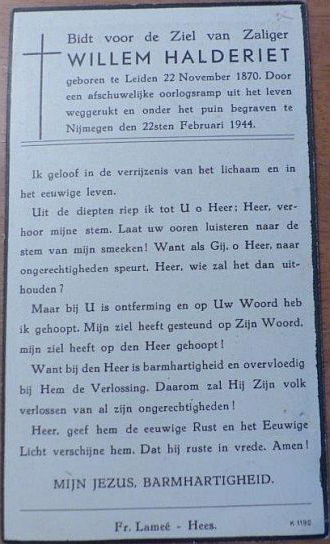 Bidt voor de Ziel van Zaliger
WILLEM HALDERIET
geboren te Leiden 22 November 1870. Door
een afschuwelijke oorlogsramp uit het leven
weggerukt en onder het puin begraven te
Nijmegen den 22sten Februari 1944.
Ik geloof in de verrijzenis van het lichaam en in
het eeuwige leven.
Uit de diepten riep ik tot U o Heer; Heer, ver-
hoor mijne stem. Laat uw ooren luisteren naar de
stem van mijn smeeken! Want als Gij, o Heer, naar
ongerechtigheden speurt, Heer, wie zal het dan uit-
houden?
Maar bij U is ontferming en op Uw Woord heb
ik gehoopt. Mijn ziel heeft gesteund op Zijn Woord,
mijn ziel heeft op den Heer gehoopt!
Want bij den Heer is barmhartigheid en overvloedig
bij Hem de Verlossing. Daarom zal Hij Zijn volk
verlossen van al zijn ongerechtigheden!
Heer, geef hem de eeuwige Rust en het Eeuwige
Licht verschijne hem. Dat hij ruste in vrede. Amen!
MIJN JEZUS, BARMHARTIGHEID.
Fr. Lameé - Hees.
K 1192